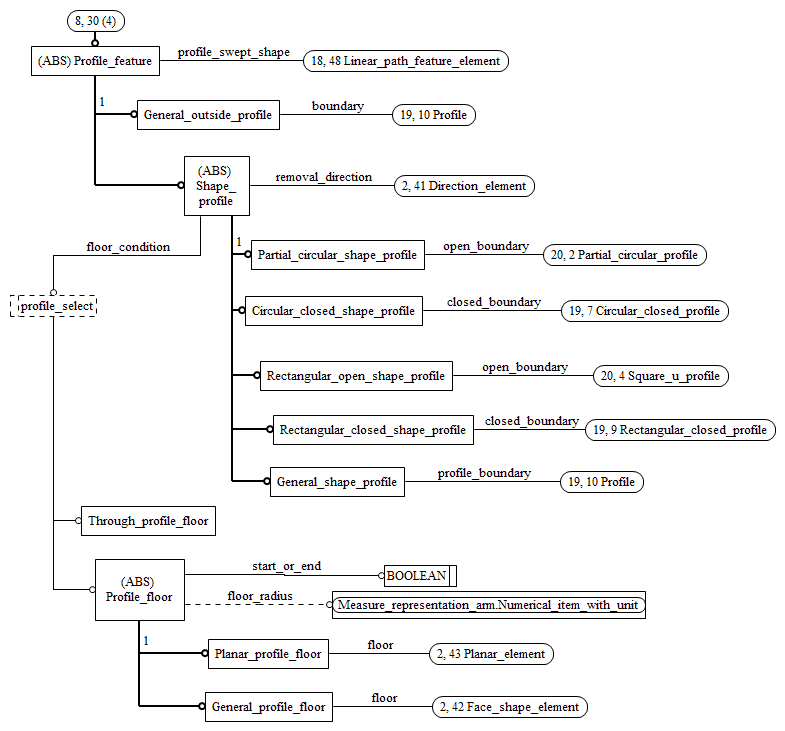 8, 30 (4)
(ABS) Profile_feature
profile_swept_shape
18, 48 Linear_path_feature_element
1
General_outside_profile
boundary
19, 10 Profile
(ABS)
Shape_
profile
removal_direction
2, 41 Direction_element
floor_condition
1
Partial_circular_shape_profile
open_boundary
20, 2 Partial_circular_profile
profile_select
Circular_closed_shape_profile
closed_boundary
19, 7 Circular_closed_profile
Rectangular_open_shape_profile
open_boundary
20, 4 Square_u_profile
Rectangular_closed_shape_profile
closed_boundary
19, 9 Rectangular_closed_profile
General_shape_profile
profile_boundary
19, 10 Profile
Through_profile_floor
(ABS)
Profile_floor
start_or_end
BOOLEAN
floor_radius
Measure_representation_arm.Numerical_item_with_unit
1
Planar_profile_floor
floor
2, 43 Planar_element
General_profile_floor
floor
2, 42 Face_shape_element